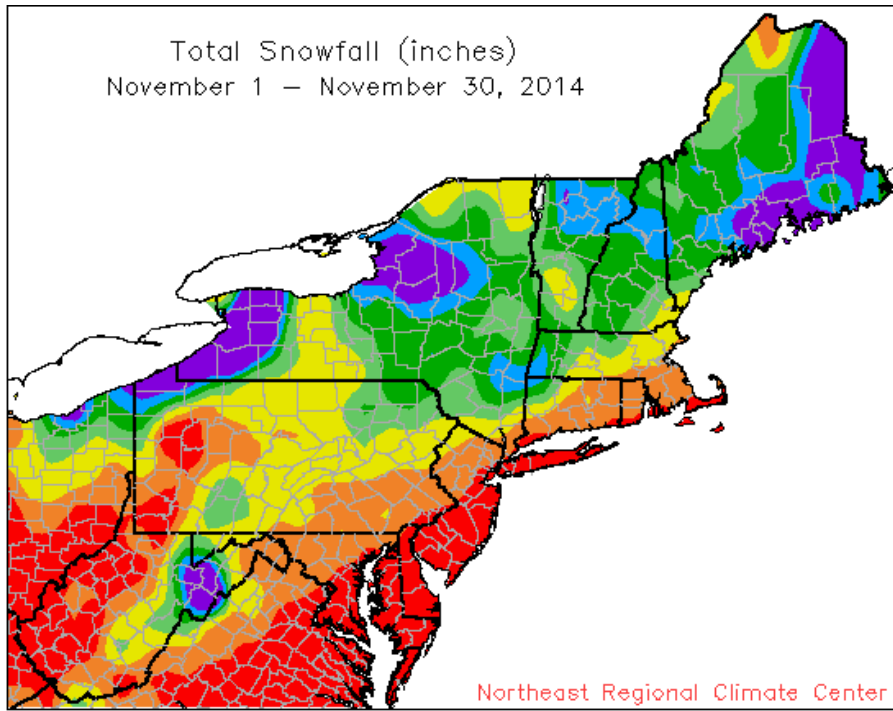 Total Snowfall (inches)
November 1 – November 30, 2014
Northeast Regional Climate Center